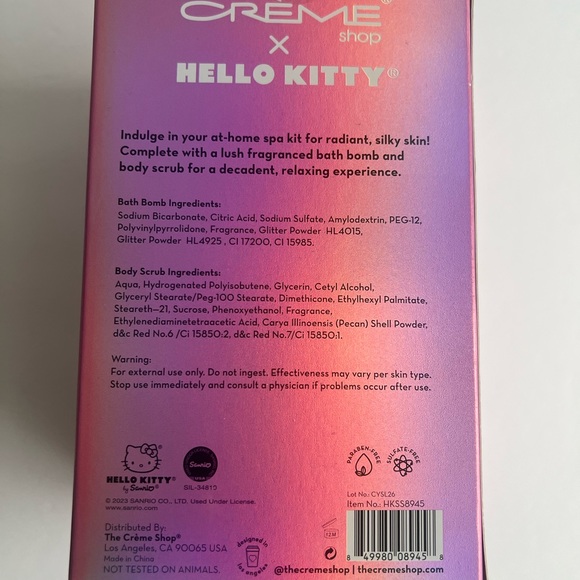 CRÈME®
shop
×
HELLO KITTY®
Indulge in your at-home spa kit for radiant, silky skin!
Complete with a lush fragranced bath bomb and
body scrub for a decadent, relaxing experience.
Bath Bomb Ingredients:
Sodium Bicarbonate, Citric Acid, Sodium Sulfate, Amylodextrin, PEG-12,
Polyvinylpyrrolidone, Fragrance, Glitter Powder HL4015,
Glitter Powder HL4925 , CI 17200, CI 15985.
Body Scrub Ingredients:
Aqua, Hydrogenated Polyisobutene, Glycerin, Cetyl Alcohol,
Glyceryl Stearate/Peg-100 Stearate, Dimethicone, Ethylhexyl Palmitate,
Steareth—21, Sucrose, Phenoxyethanol, Fragrance,
Ethylenediaminetetraacetic Acid, Carya Illinoensis (Pecan) Shell Powder,
d&c Red No.6 /Ci 15850:2, d&c Red No.7/Ci 15850:1.
Warning:
For external use only. Do not ingest. Effectiveness may vary per skin type.
Stop use immediately and consult a physician if problems occur after use.
HELLO KITTY®
by Sanrio®
Sanrio
SIL-34815
PARABEN-FREE
SULFATE-FREE
© 2023 SANRIO CO., LTD. Used Under License.
www.sanrio.com
Lot No.: CYSL26
Item No.: HKSS8945
Distributed By:
The Crème Shop®
Los Angeles, CA 90065 USA
Made in China
NOT TESTED ON ANIMALS.
designed in
los angeles
12M
8 49980 08945 8
@thecremeshop | thecremeshop.com